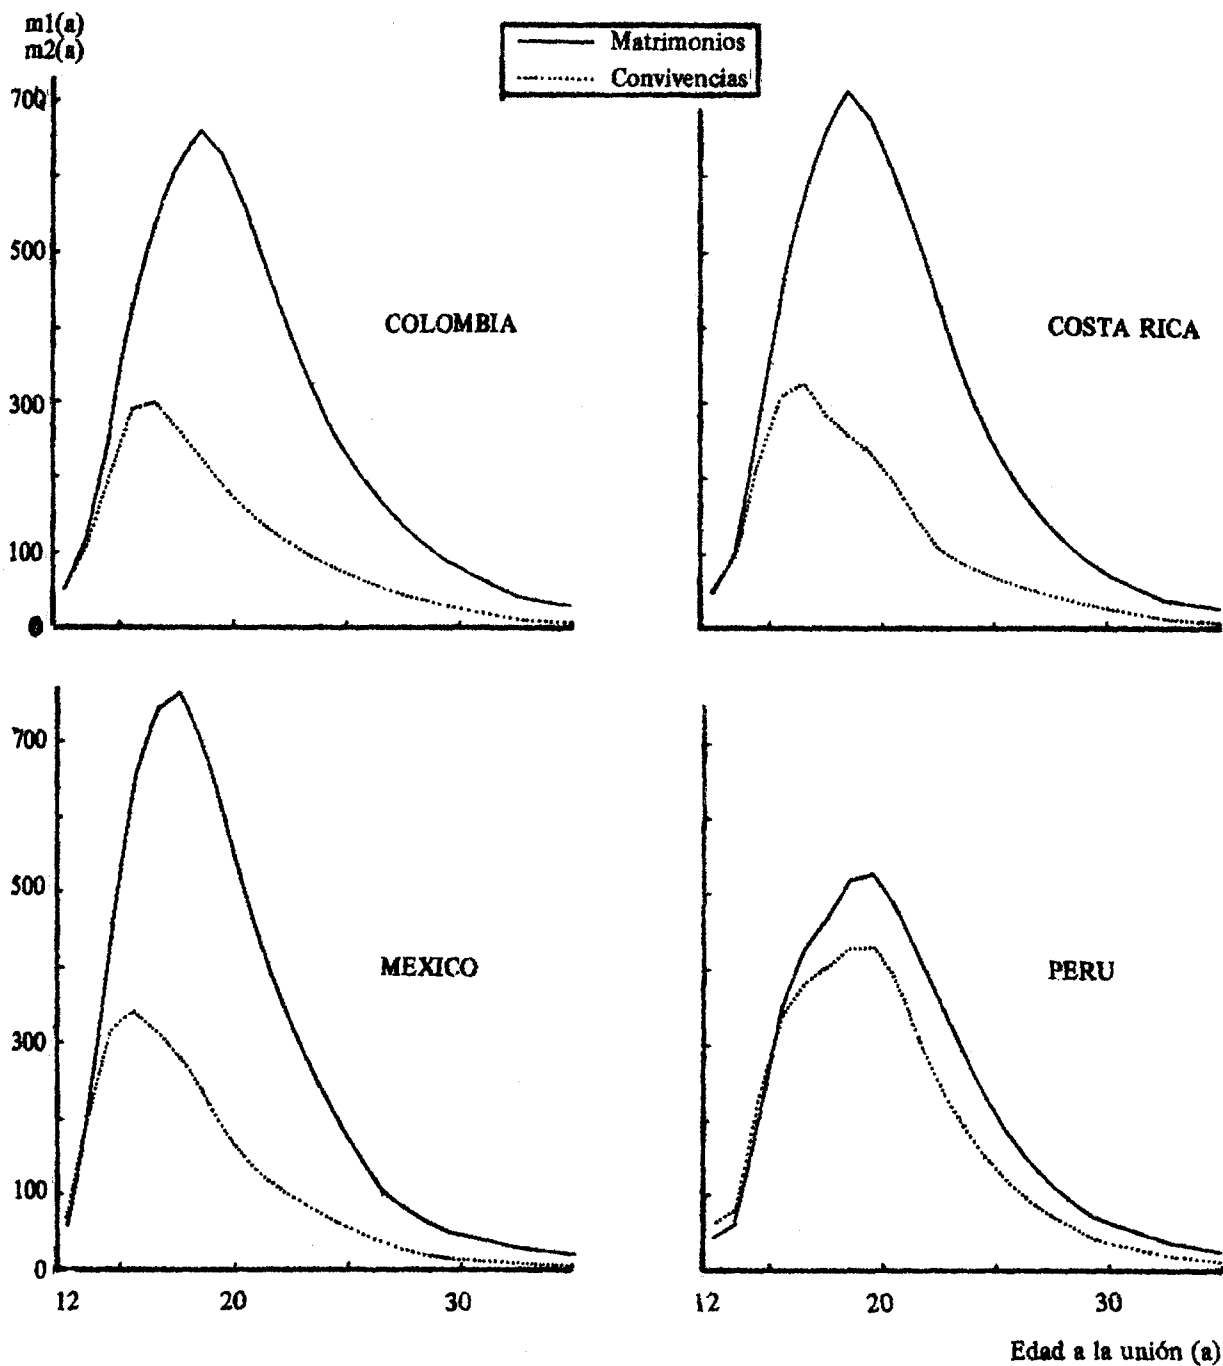 m1(a)
m2(a)
Matrimonios
Convivencias
700
500
300
100
0
COLOMBIA
COSTA RICA
700
500
300
100
0
MEXICO
PERU
12 20 30
12 20 30
Edad a la unión (a)